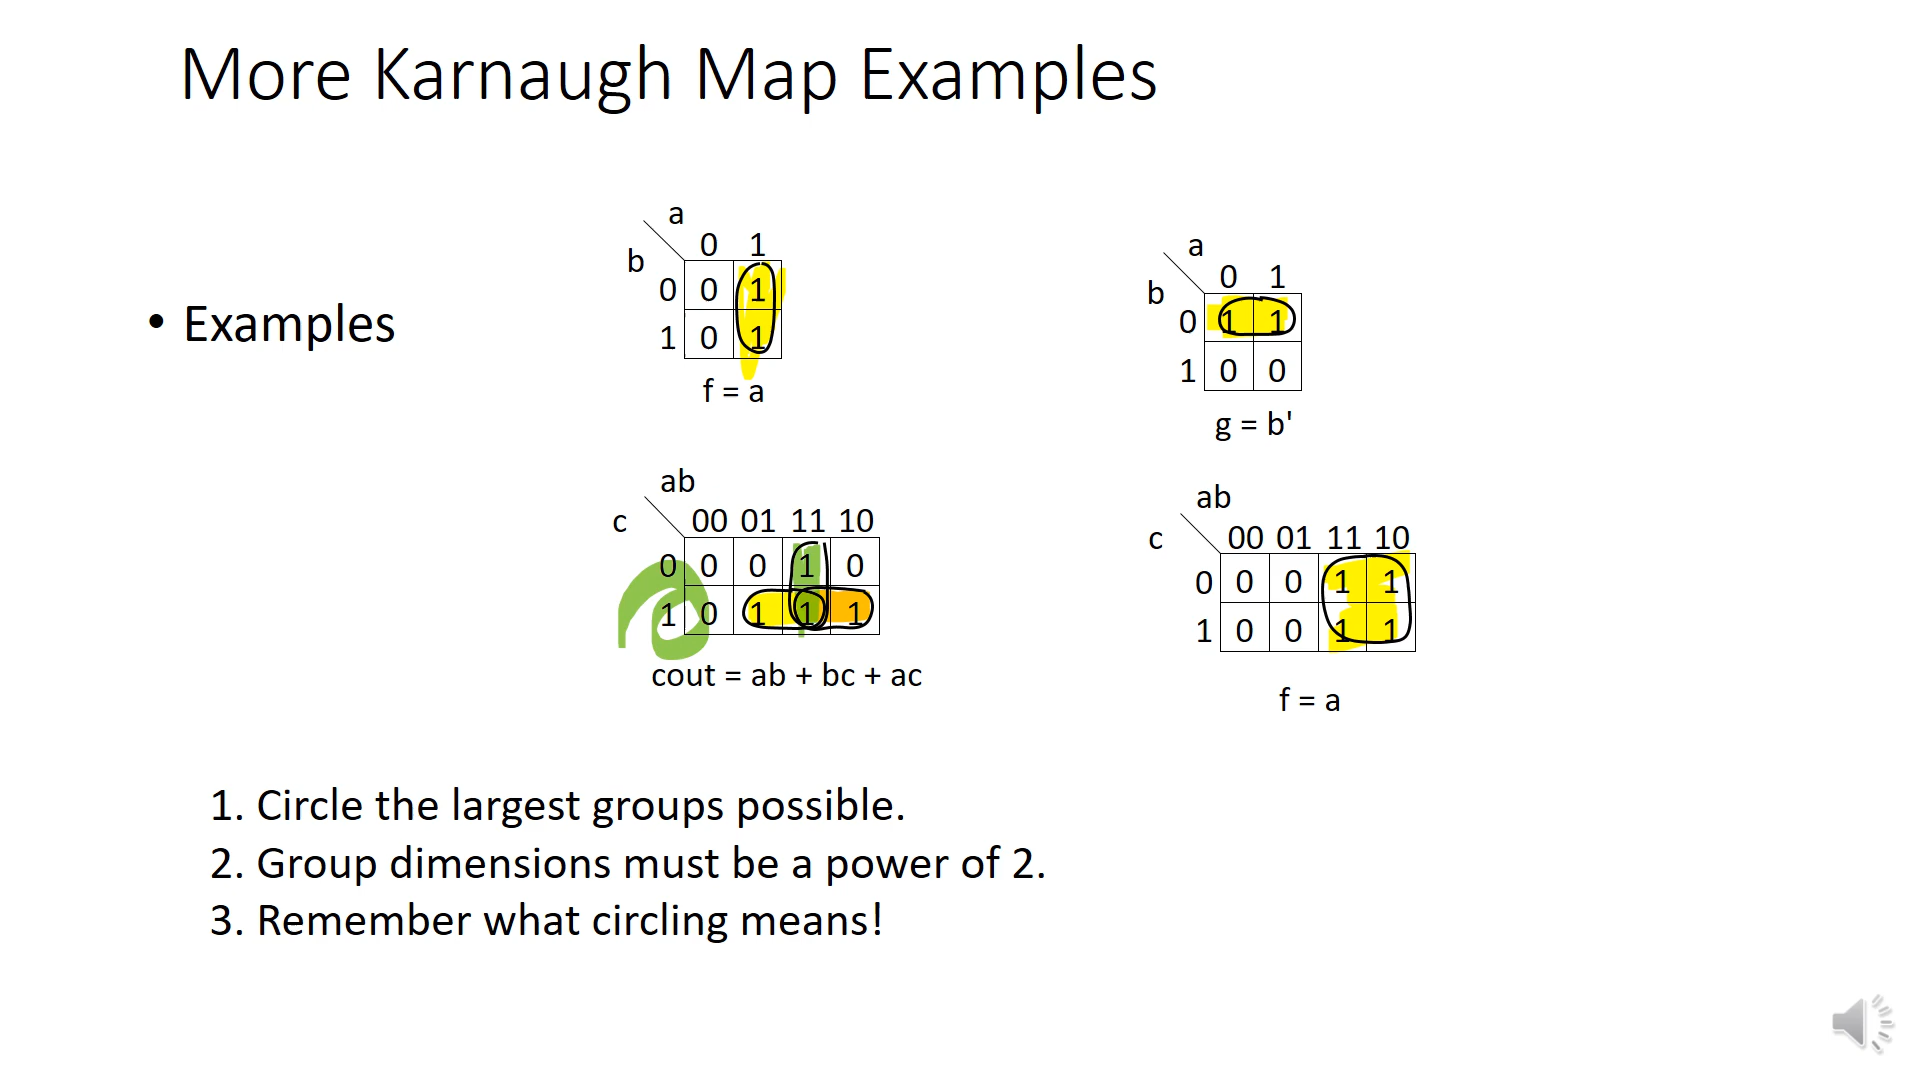 More Karnaugh Map Examples
• Examples
a
0 1
b
0 0 1
1 0 1
f = a
a
0 1
b
0 1 1
1 0 0
g = b'
ab
c
00 01 11 10
0 0 0 1 0
1 0 1 1 1
cout = ab + bc + ac
ab
c
00 01 11 10
0 0 0 1 1
1 0 0 1 1
f = a
1. Circle the largest groups possible.
2. Group dimensions must be a power of 2.
3. Remember what circling means!